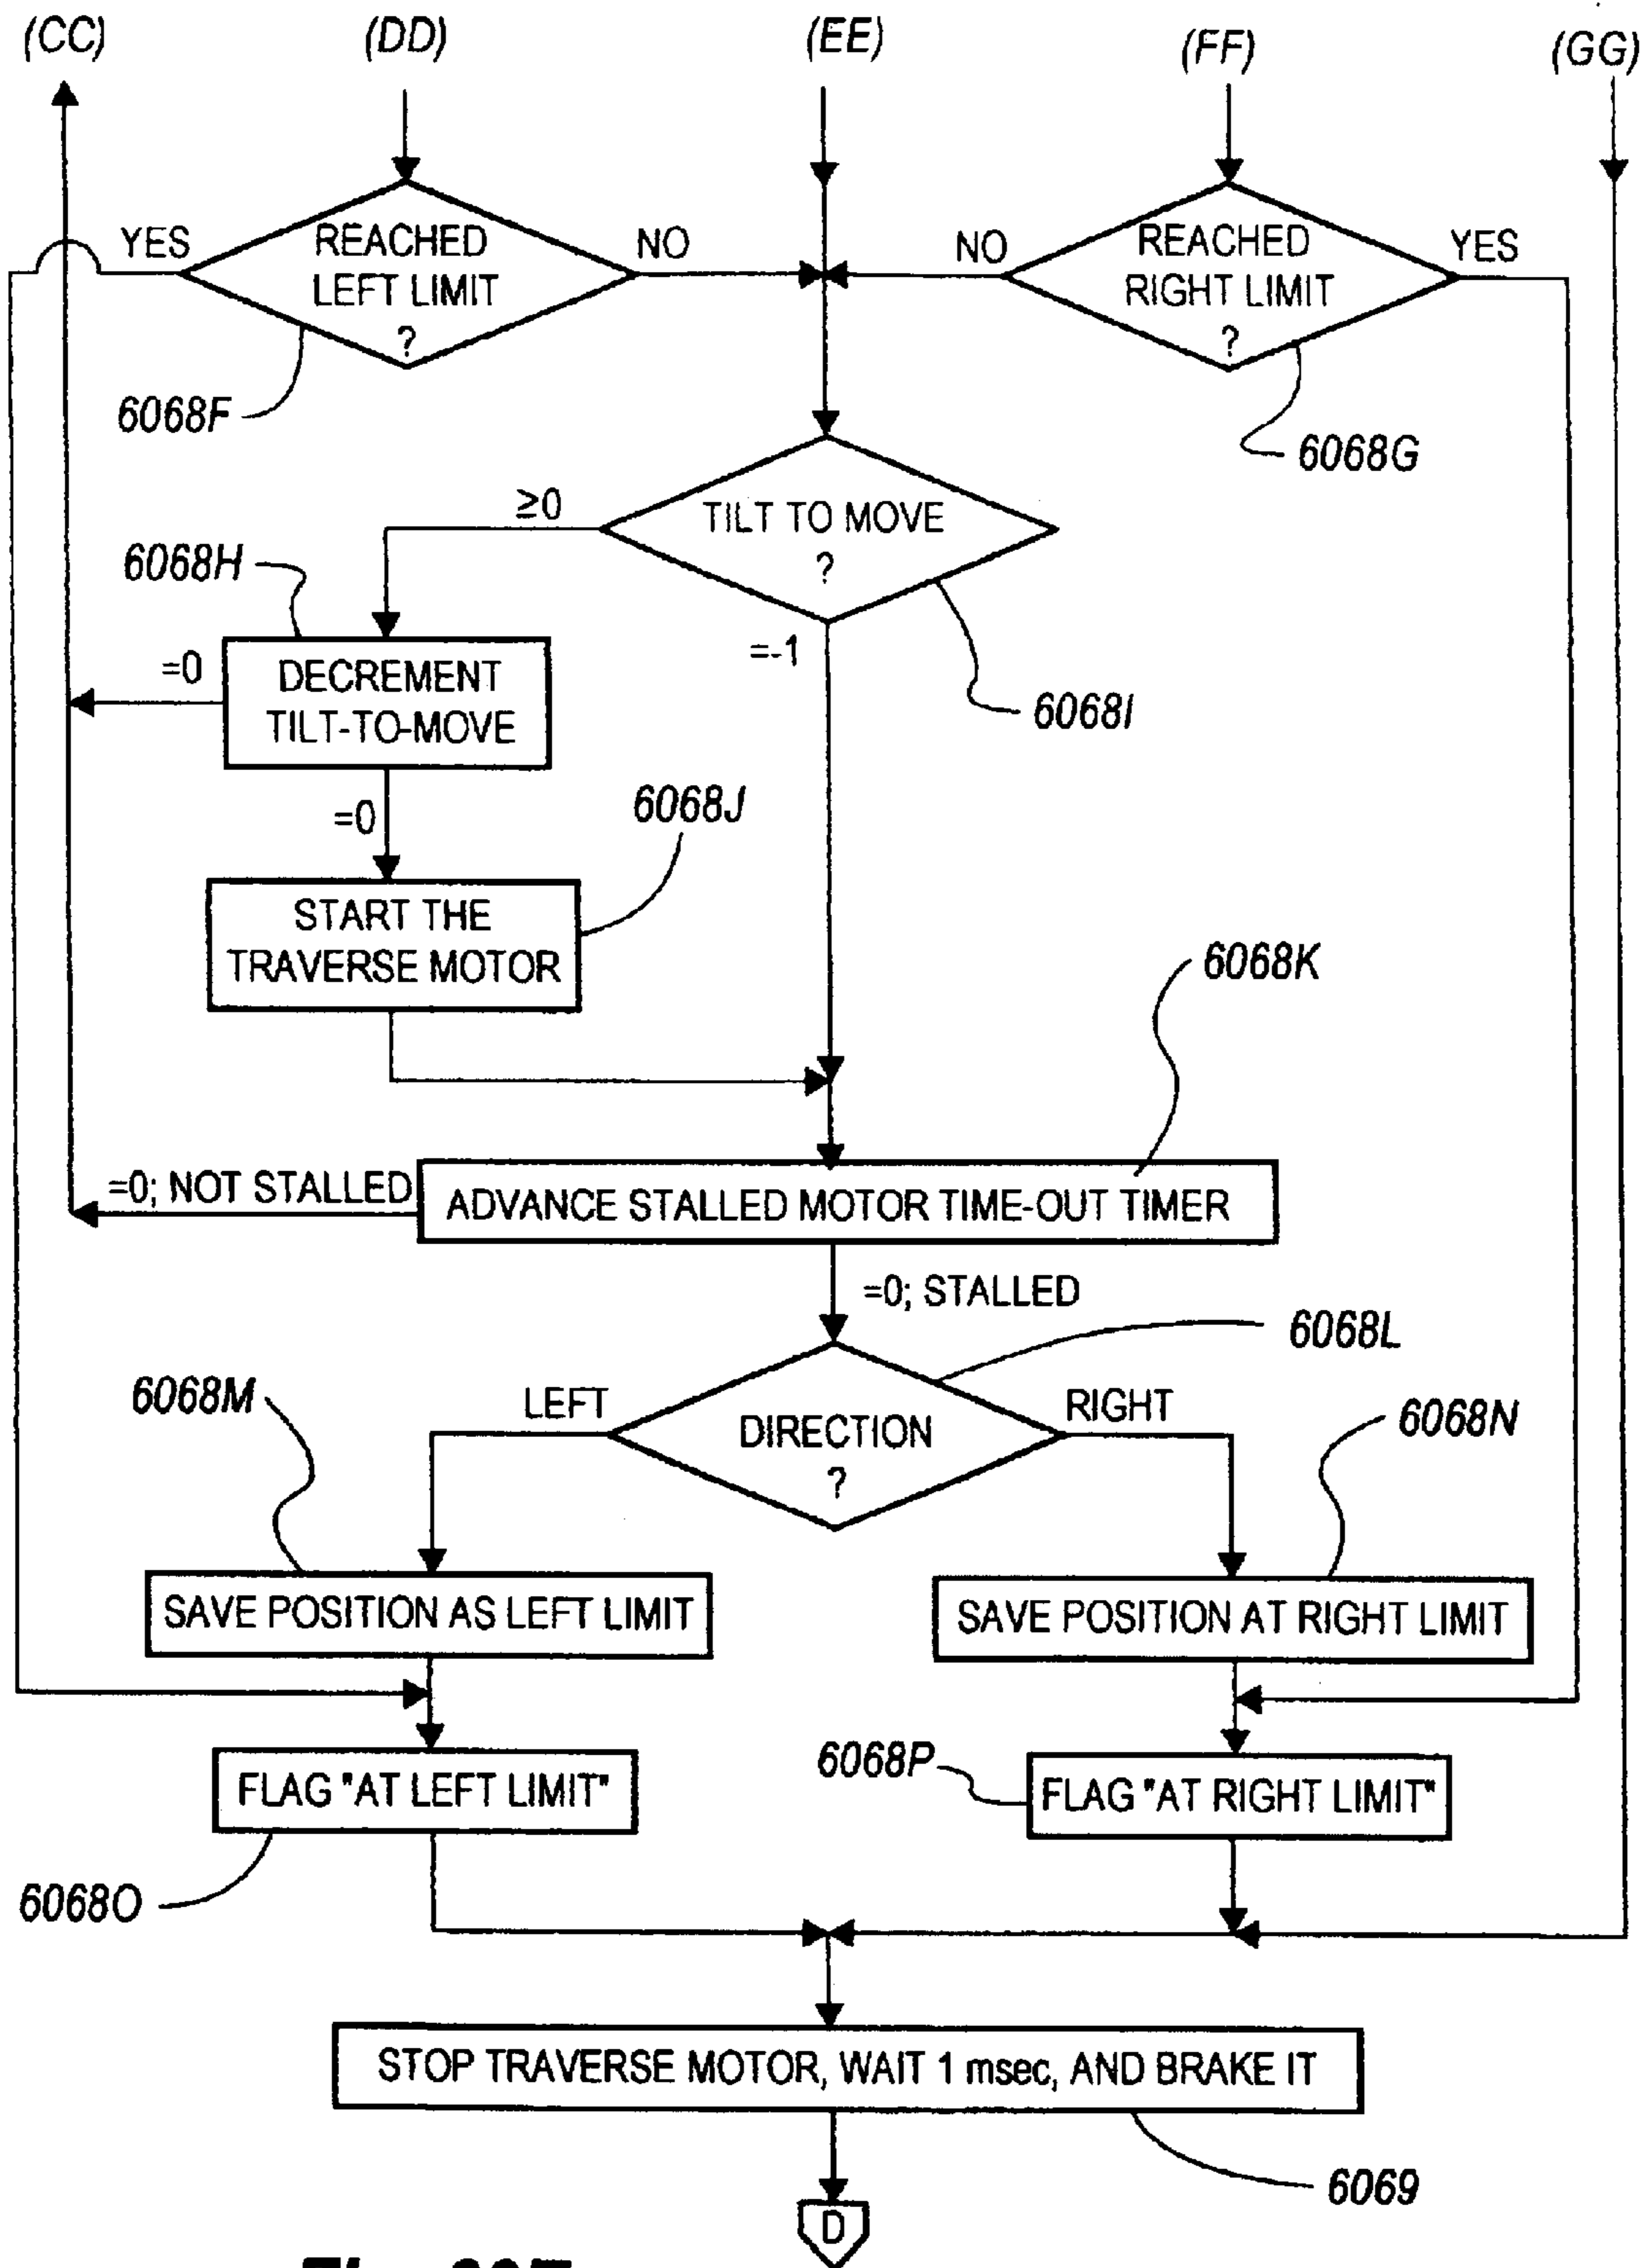 (CC)
(DD)
(EE)
(FF)
(GG)
YES
REACHED
LEFT LIMIT
?
NO
NO
REACHED
RIGHT LIMIT
?
YES
6068F
6068G
≥0
TILT TO MOVE
?
6068H
=-1
6068I
=0
DECREMENT
TILT-TO-MOVE
=0
6068J
START THE
TRAVERSE MOTOR
6068K
=0; NOT STALLED
ADVANCE STALLED MOTOR TIME-OUT TIMER
=0; STALLED
6068L
6068M
LEFT
DIRECTION
?
RIGHT
6068N
SAVE POSITION AS LEFT LIMIT
SAVE POSITION AT RIGHT LIMIT
FLAG "AT LEFT LIMIT"
6068P
FLAG "AT RIGHT LIMIT"
6068O
STOP TRAVERSE MOTOR, WAIT 1 msec, AND BRAKE IT
6069
D